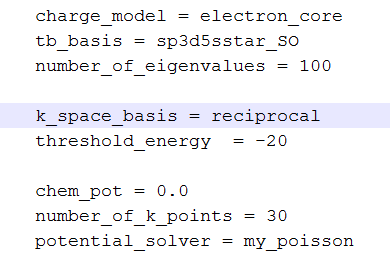 charge_model = electron_core
tb_basis = sp3d5sstar_SO
number_of_eigenvalues = 100
k_space_basis = reciprocal
threshold_energy  = -20
chem_pot = 0.0
number_of_k_points = 30
potential_solver = my_poisson